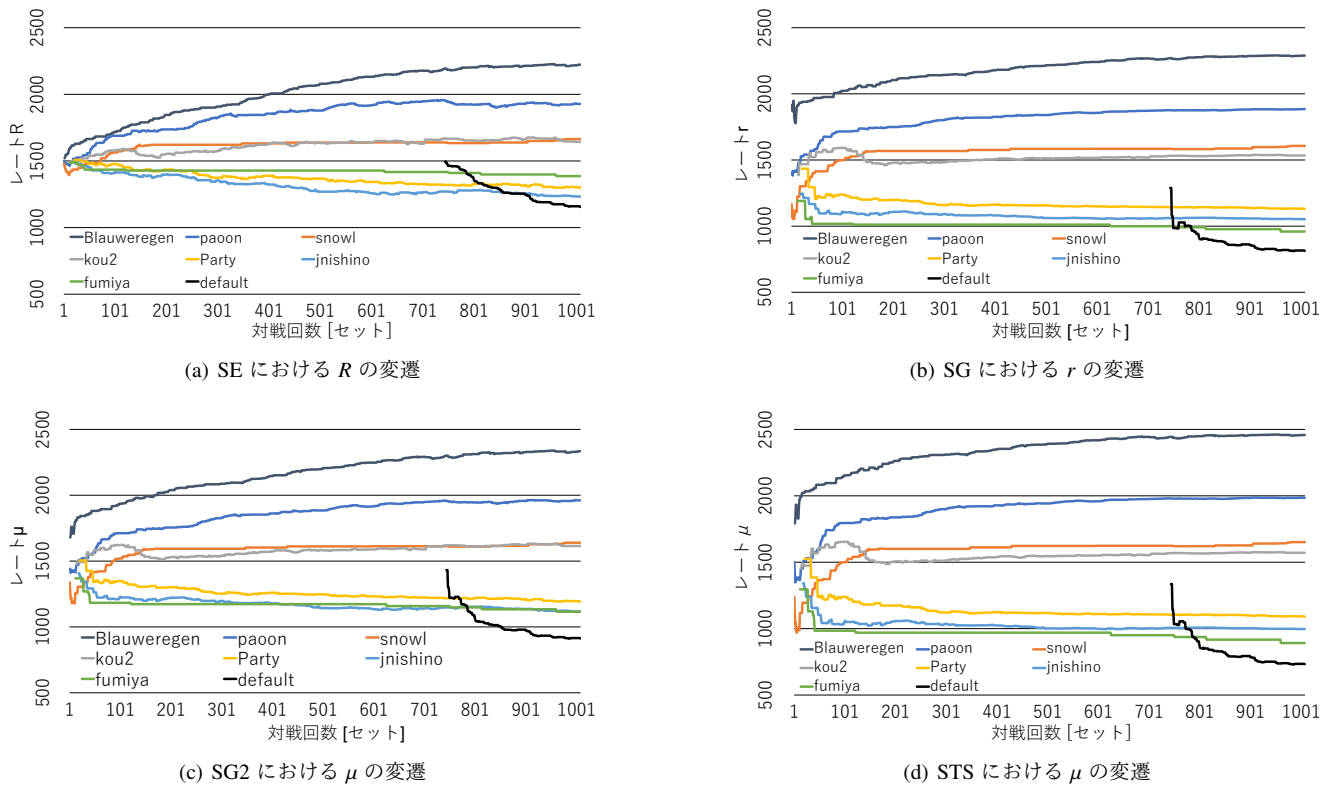 2500
2000
1500
1000
500
レートR
Blauweregen paoon snowl
kou2 Party jnishino
fumiya default
1 101 201 301 401 501 601 701 801 901 1001
対戦回数 [セット]
(a) SE における R の変遷
2500
2000
1500
1000
500
レートr
Blauweregen paoon snowl
kou2 Party jnishino
fumiya default
1 101 201 301 401 501 601 701 801 901 1001
対戦回数 [セット]
(b) SG における r の変遷
2500
2000
1500
1000
500
レートμ
Blauweregen paoon snowl
kou2 Party jnishino
fumiya default
1 101 201 301 401 501 601 701 801 901 1001
対戦回数 [セット]
(c) SG2 における μ の変遷
2500
2000
1500
1000
500
レートμ
Blauweregen paoon snowl
kou2 Party jnishino
fumiya default
1 101 201 301 401 501 601 701 801 901 1001
対戦回数 [セット]
(d) STS における μ の変遷